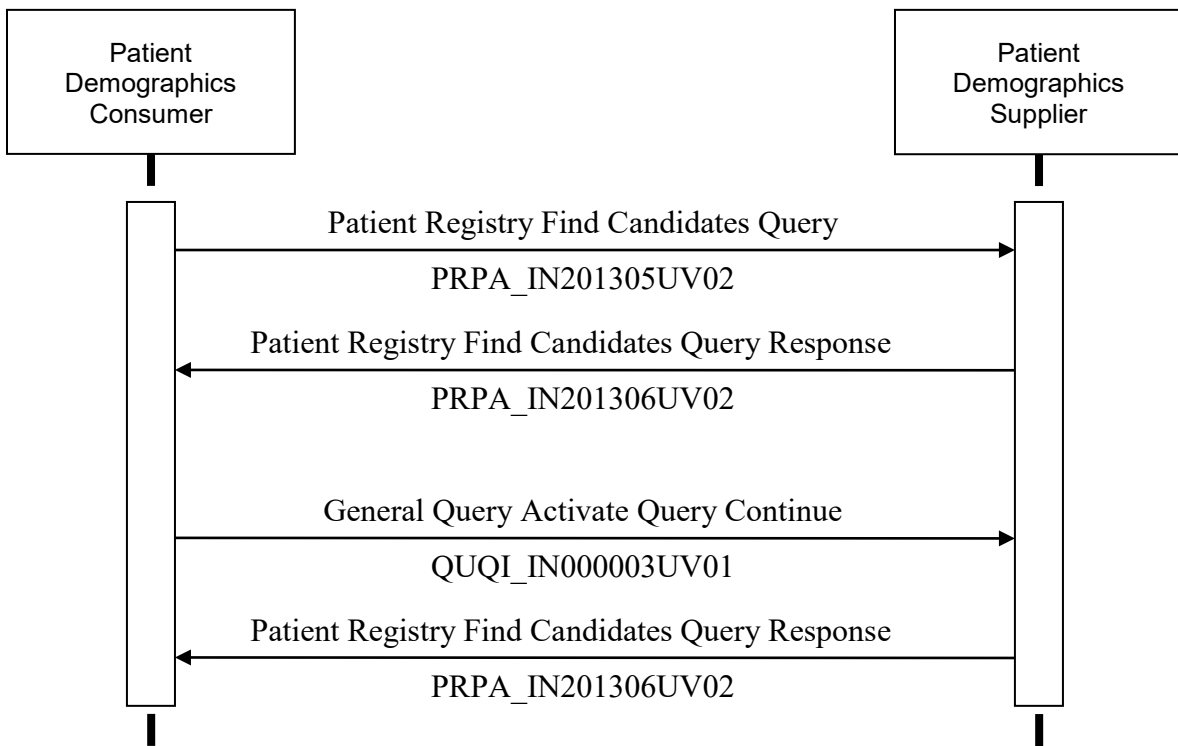 Patient
Demographics
Consumer
Patient
Demographics
Supplier
Patient Registry Find Candidates Query
PRPA_IN201305UV02
Patient Registry Find Candidates Query Response
PRPA_IN201306UV02
General Query Activate Query Continue
QUQI_IN000003UV01
Patient Registry Find Candidates Query Response
PRPA_IN201306UV02